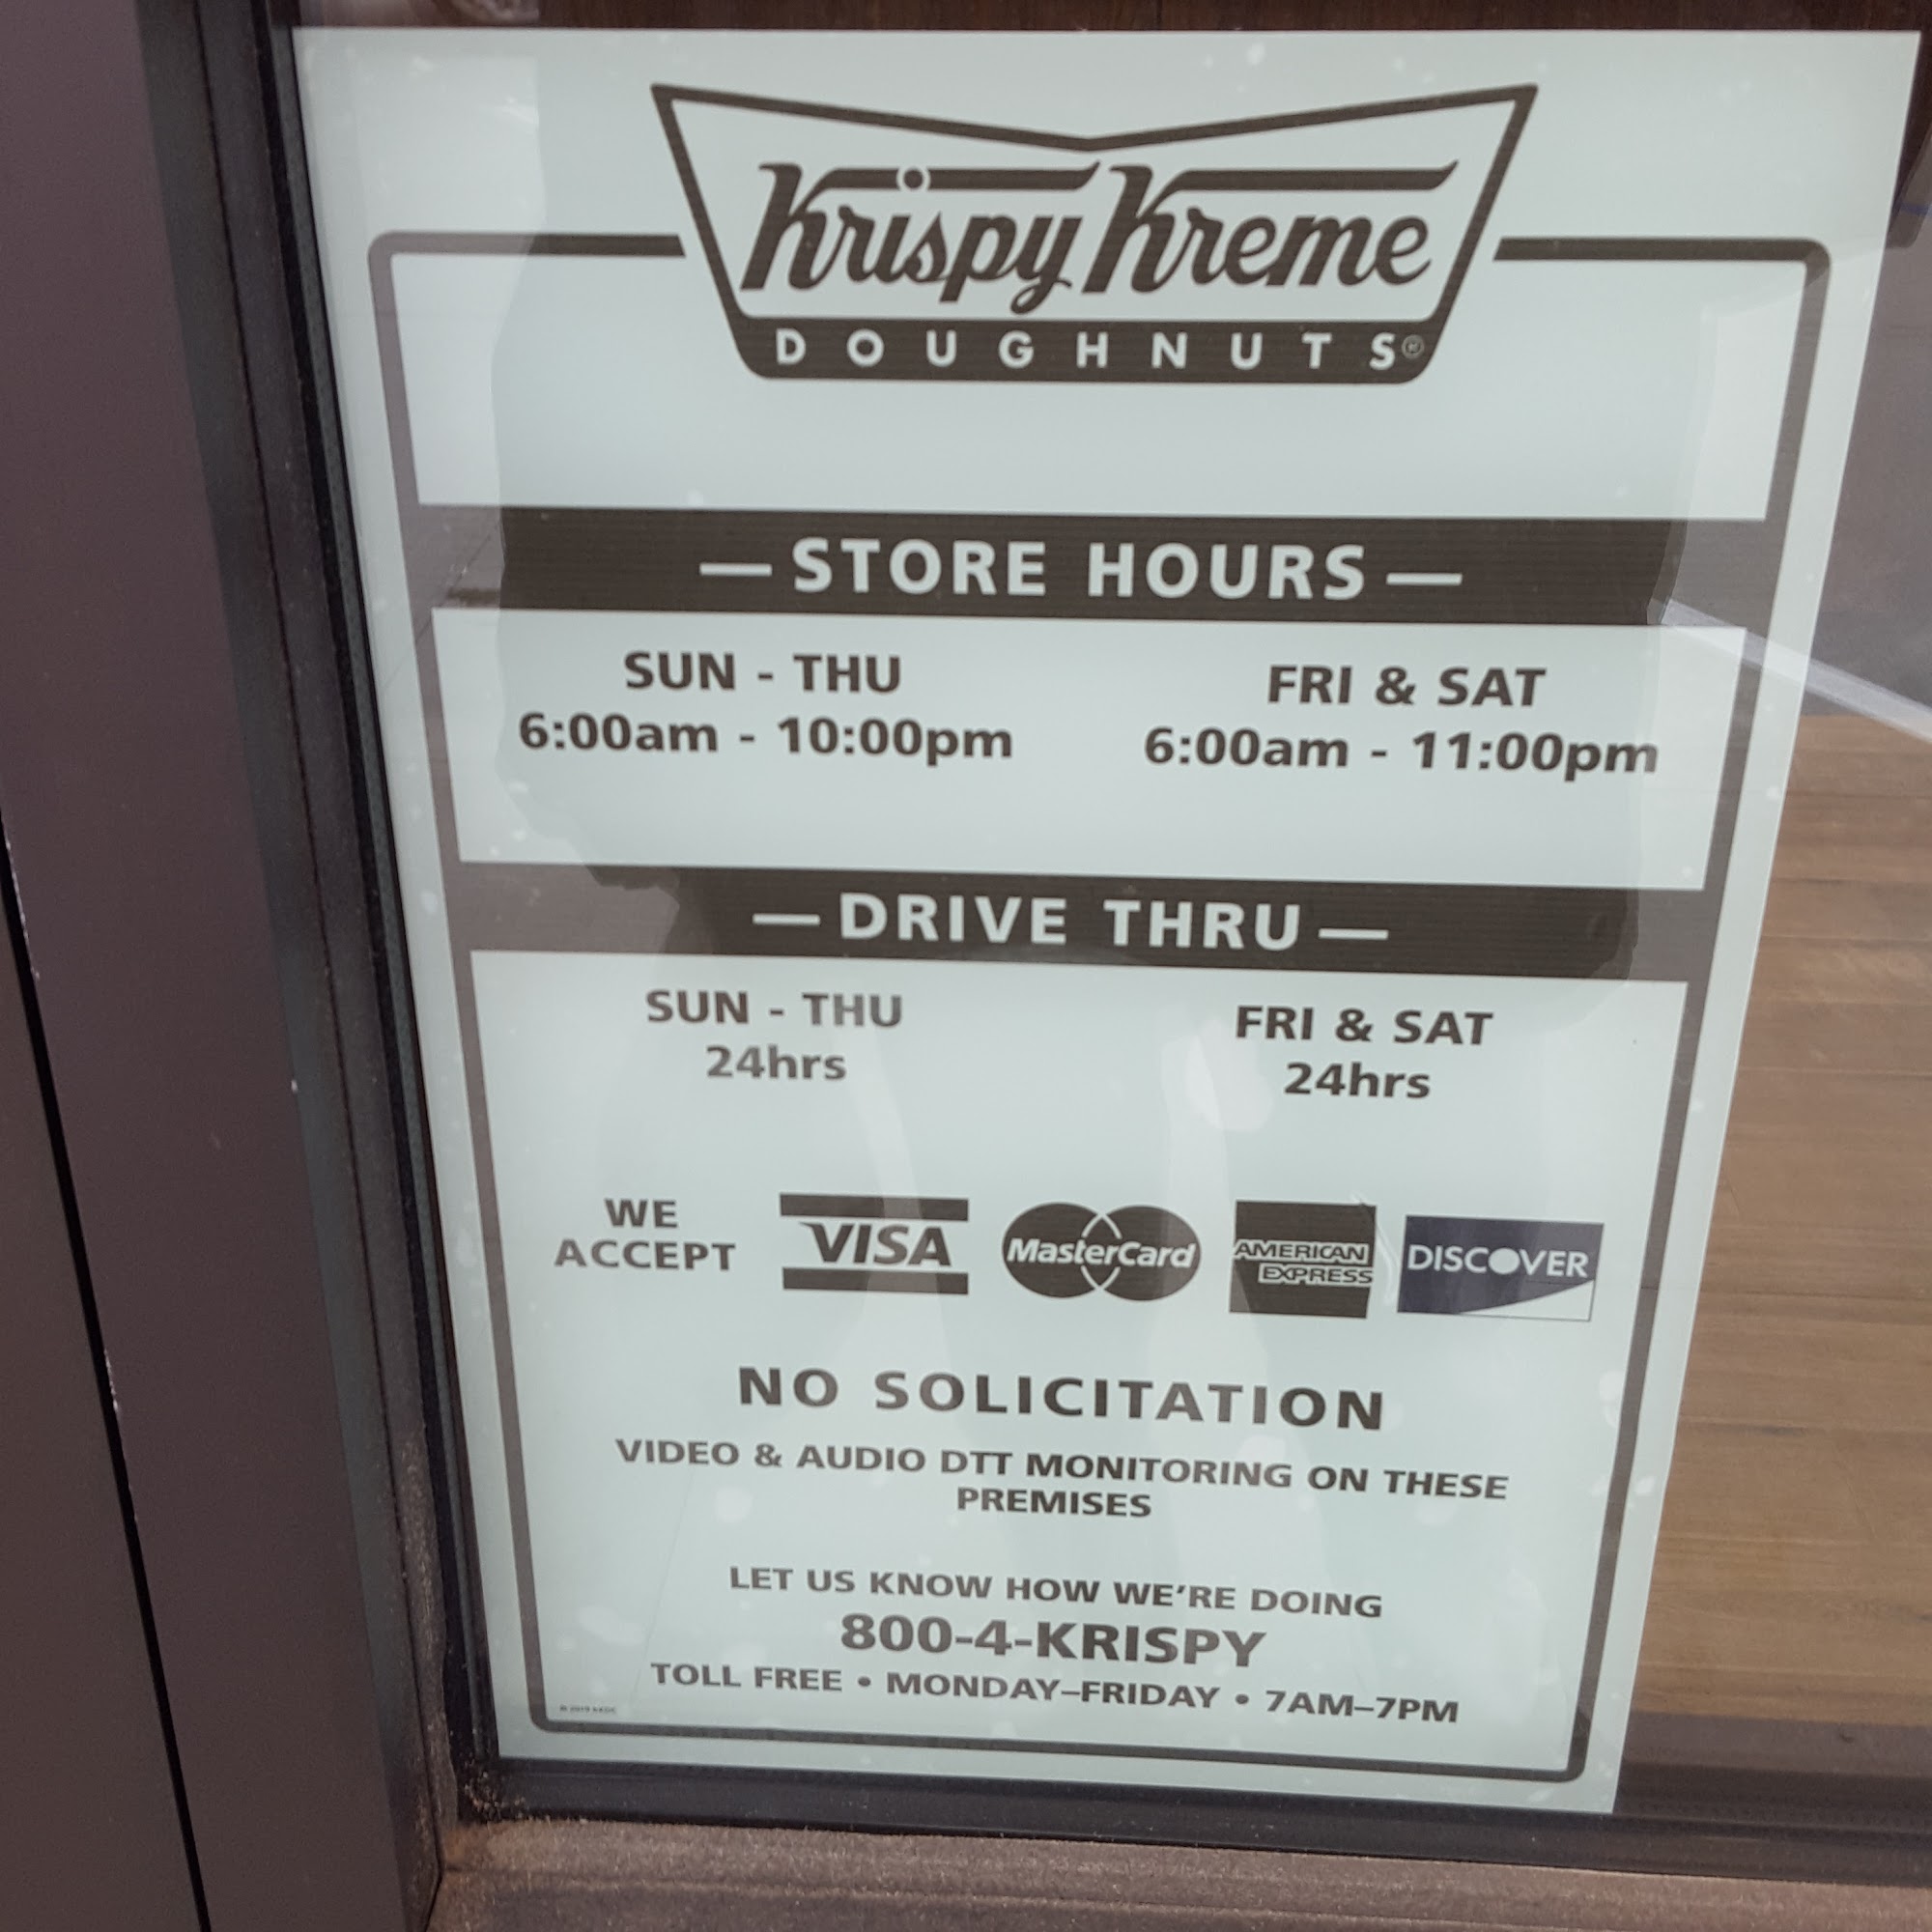 Krispy Kreme
DOUGHNUTS®
— STORE HOURS —
SUN - THU
6:00am - 10:00pm
FRI & SAT
6:00am - 11:00pm
— DRIVE THRU —
SUN - THU
24hrs
FRI & SAT
24hrs
WE
ACCEPT
VISA
MasterCard
AMERICAN
EXPRESS
DISCOVER
NO SOLICITATION
VIDEO & AUDIO DTT MONITORING ON THESE
PREMISES
LET US KNOW HOW WE'RE DOING
800-4-KRISPY
TOLL FREE • MONDAY–FRIDAY • 7AM–7PM